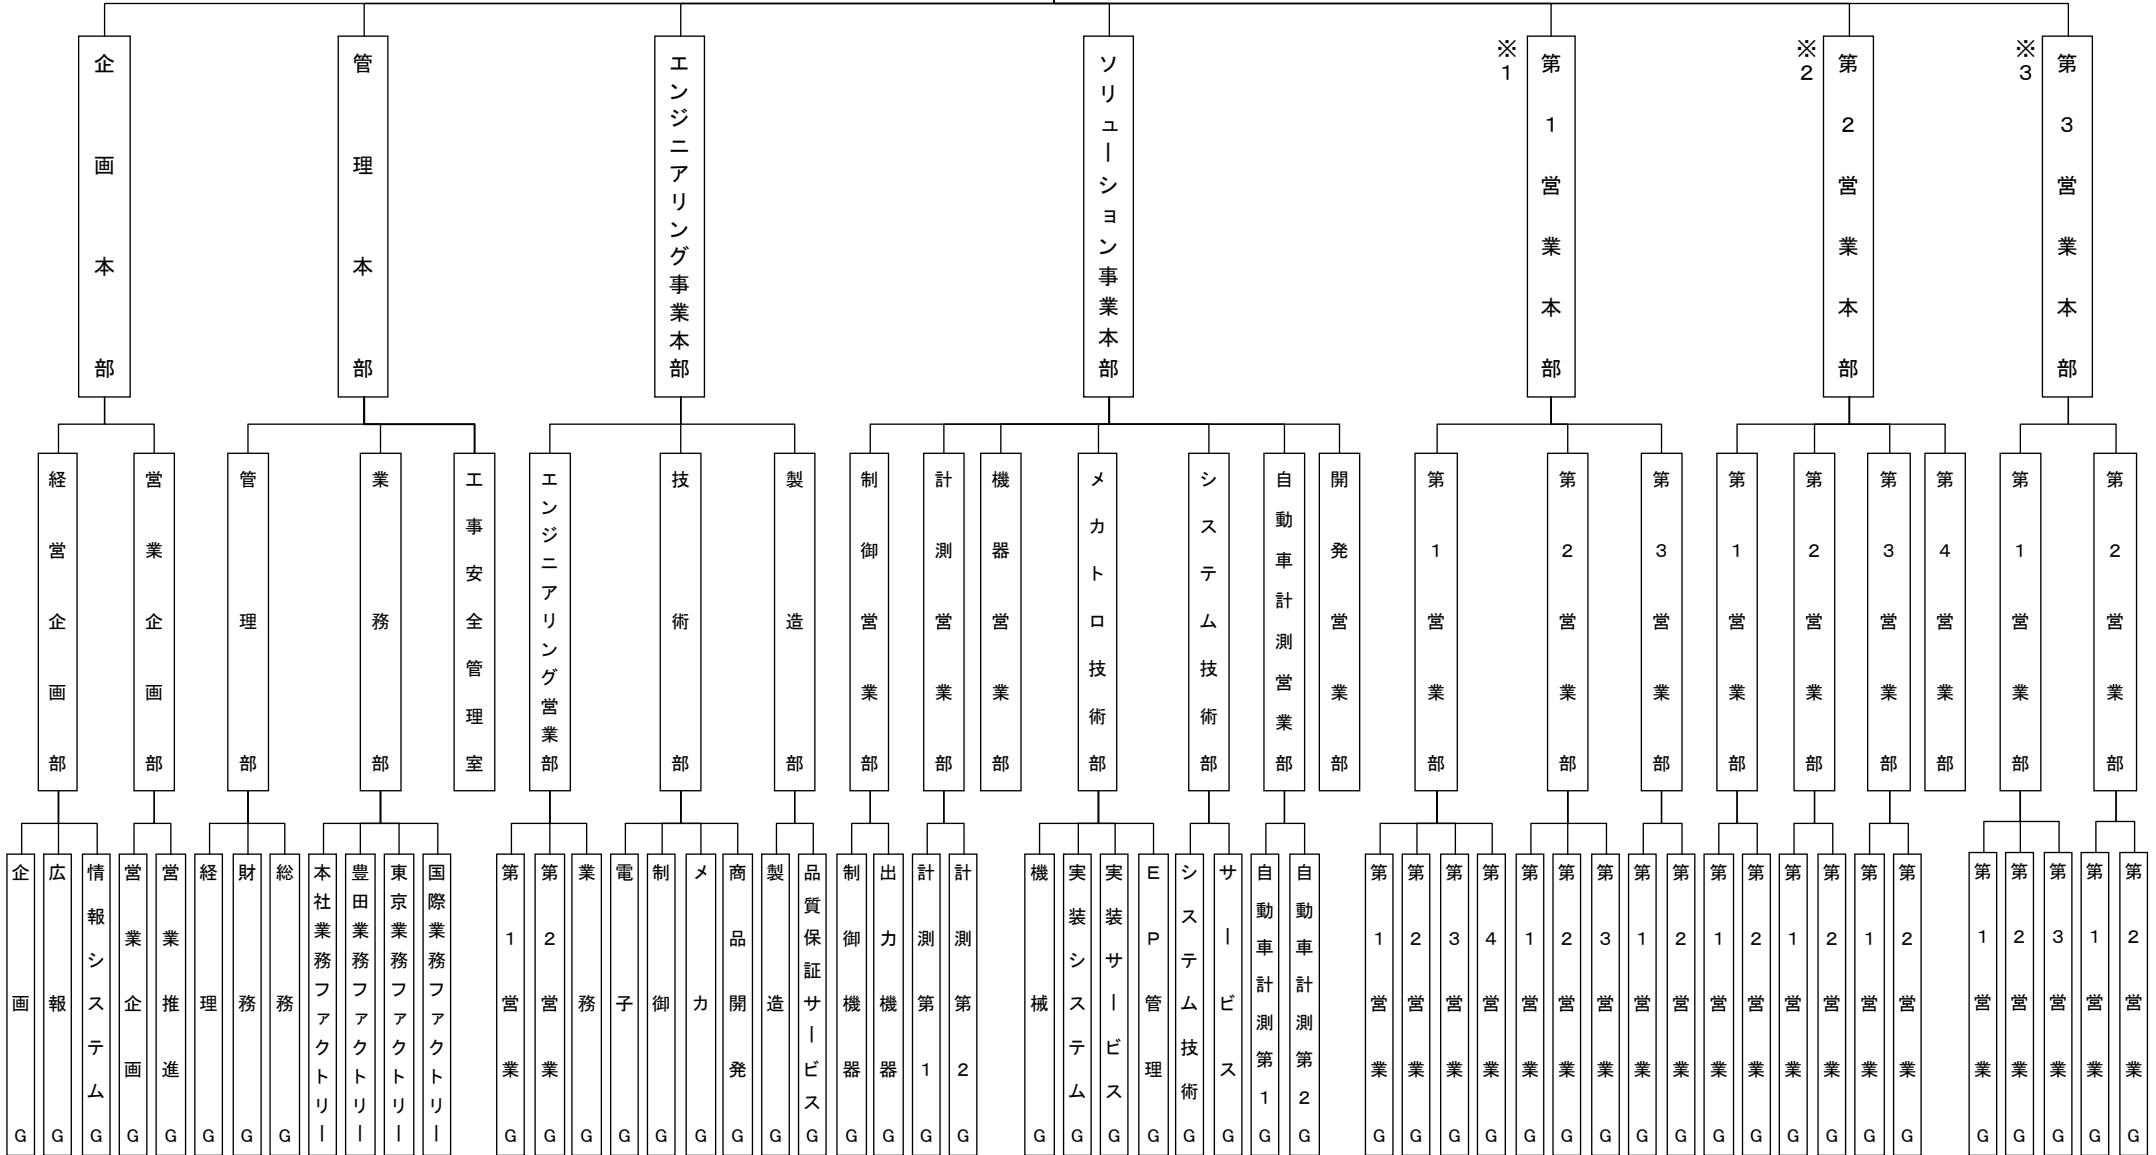 企画本部
管理本部
エンジニアリング事業本部
ソリューション事業本部
※1
第1営業本部
※2
第2営業本部
※3
第3営業本部
経営企画部
営業企画部
管理部
業務部
工事安全管理室
エンジニアリング営業部
技術部
製造部
制御営業部
計測営業部
機器営業部
メカトロ技術部
システム技術部
自動車計測営業部
開発営業部
第1営業部
第2営業部
第3営業部
第1営業部
第2営業部
第3営業部
第4営業部
第1営業部
第2営業部
企画G
広報G
情報システムG
営業企画G
営業推進G
経理G
財務G
総務G
本社業務ファクトリー
豊田業務ファクトリー
東京業務ファクトリー
国際業務ファクトリー
第1営業G
第2営業G
業務G
電子G
制御G
メカG
商品開発G
製造G
品質保証サービスG
制御機器G
出力機器G
計測第1G
計測第2G
機械G
実装システムG
実装サービスG
EP管理G
システム技術G
サービスG
自動車計測第1G
自動車計測第2G
第1営業G
第2営業G
第3営業G
第4営業G
第1営業G
第2営業G
第3営業G
第1営業G
第2営業G
第1営業G
第2営業G
第1営業G
第2営業G
第1営業G
第2営業G
第1営業G
第2営業G
第3営業G
第1営業G
第2営業G